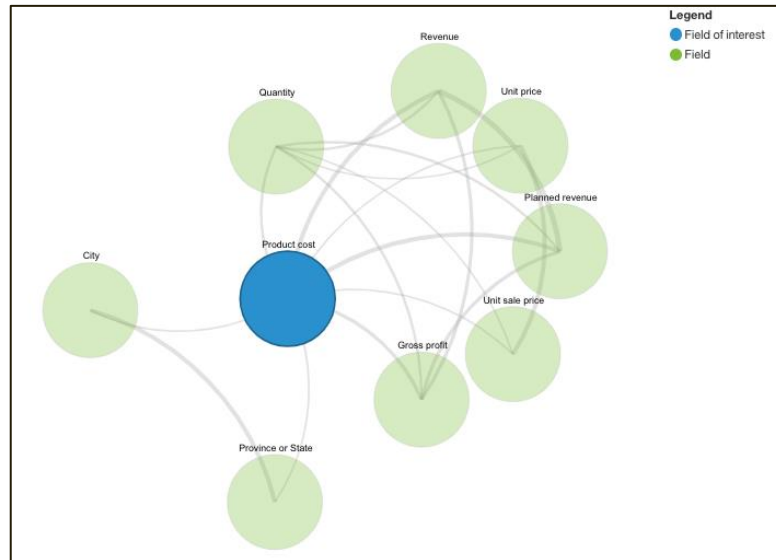 Legend
Field of interest
Field
Revenue
Quantity
Unit price
Planned revenue
Product cost
City
Unit sale price
Gross profit
Province or State